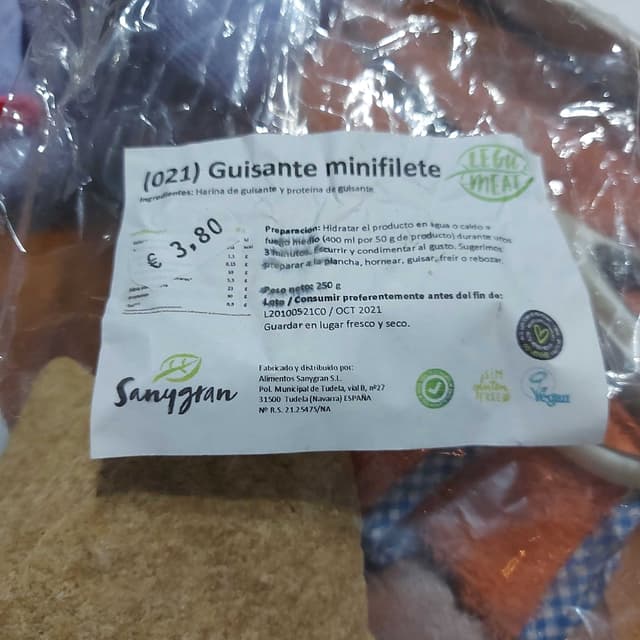 (021) Guisante minifilete
LEGU
MEAT
Ingredientes: Harina de guisante y proteína de guisante
€ 3,80
Preparación: Hidratar el producto en agua o caldo a
fuego medio (400 ml por 50 g de producto) durante unos
3 minutos. Escurrir y condimentar al gusto. Sugerimos
preparar a la plancha, hornear, guisar, freir o rebozar.
Peso neto: 250 g
Lote / Consumir preferentemente antes del fin de:
L20100521C0 / OCT 2021
Guardar en lugar fresco y seco.
Sanygran
Fabricado y distribuido por:
Alimentos Sanygran S.L.
Pol. Municipal de Tudela, vial B, nº27
31500 Tudela (Navarra) ESPAÑA
Nº R.S. 21.25475/NA
gluten
FREE
Vegan